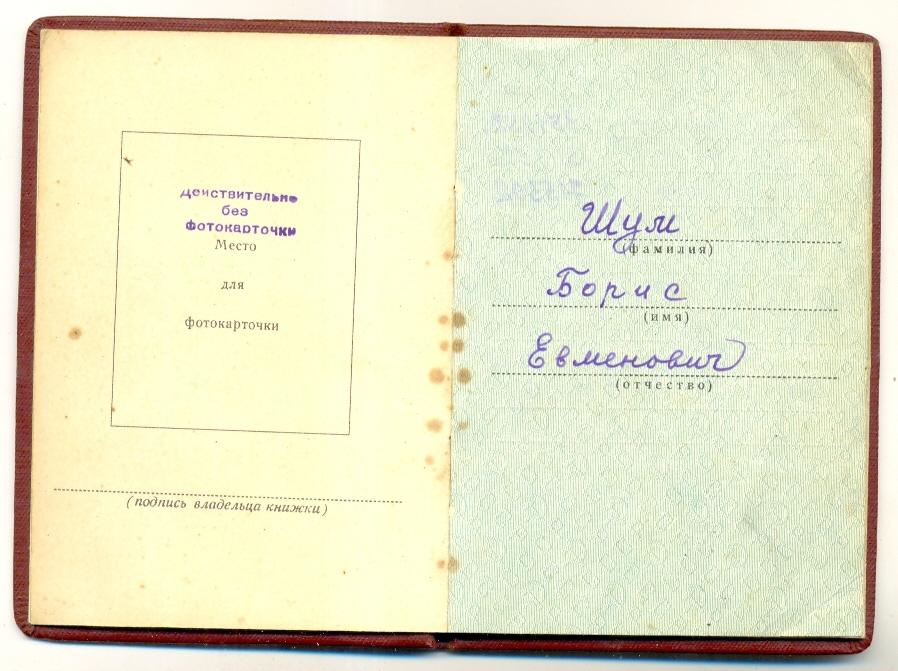 действительно
без
фотокарточки
Место
для
фотокарточки
(подпись владельца книжки)
Шум
(фамилия)
Борис
(имя)
Евменович
(отчество)